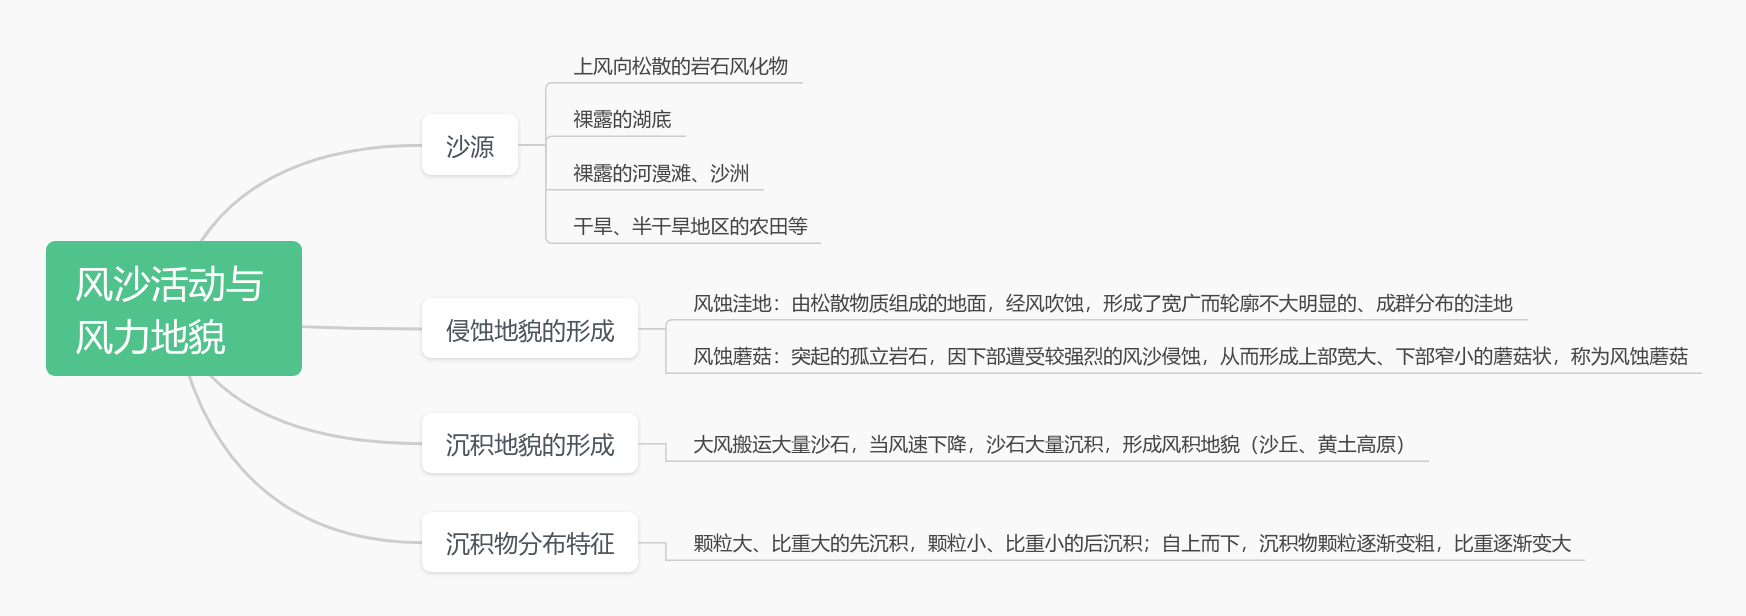 风沙活动与
风力地貌
沙源
上风向松散的岩石风化物
裸露的湖底
裸露的河漫滩、沙洲
干旱、半干旱地区的农田等
侵蚀地貌的形成
风蚀洼地：由松散物质组成的地面，经风吹蚀，形成了宽广而轮廓不大明显的、成群分布的洼地
风蚀蘑菇：突起的孤立岩石，因下部遭受较强烈的风沙侵蚀，从而形成上部宽大、下部窄小的蘑菇状，称为风蚀蘑菇
沉积地貌的形成
大风搬运大量沙石，当风速下降，沙石大量沉积，形成风积地貌（沙丘、黄土高原）
沉积物分布特征
颗粒大、比重大的先沉积，颗粒小、比重小的后沉积；自上而下，沉积物颗粒逐渐变粗，比重逐渐变大